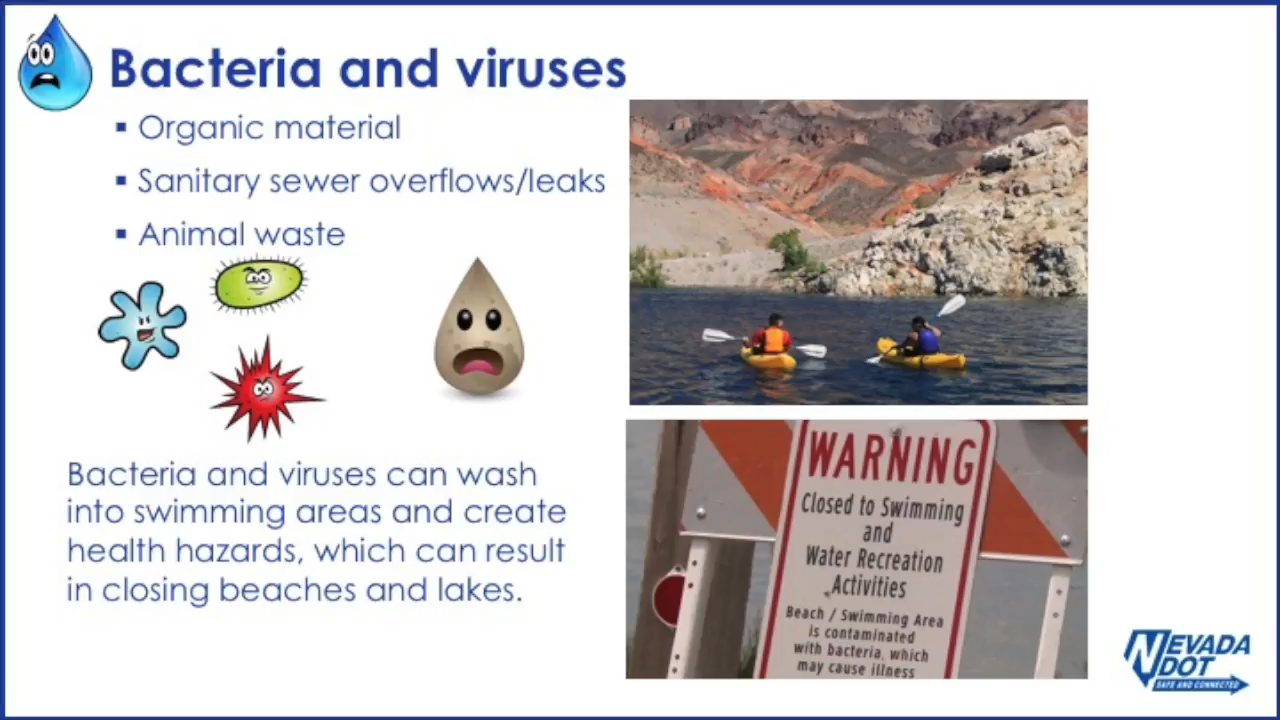 Bacteria and viruses
▪ Organic material
▪ Sanitary sewer overflows/leaks
▪ Animal waste
Bacteria and viruses can wash
into swimming areas and create
health hazards, which can result
in closing beaches and lakes.
WARNING
Closed to Swimming
and
Water Recreation
Activities
Beach / Swimming Area
is contaminated
with bacteria, which
may cause illness
NEVADA
DOT
SAFE AND CONNECTED